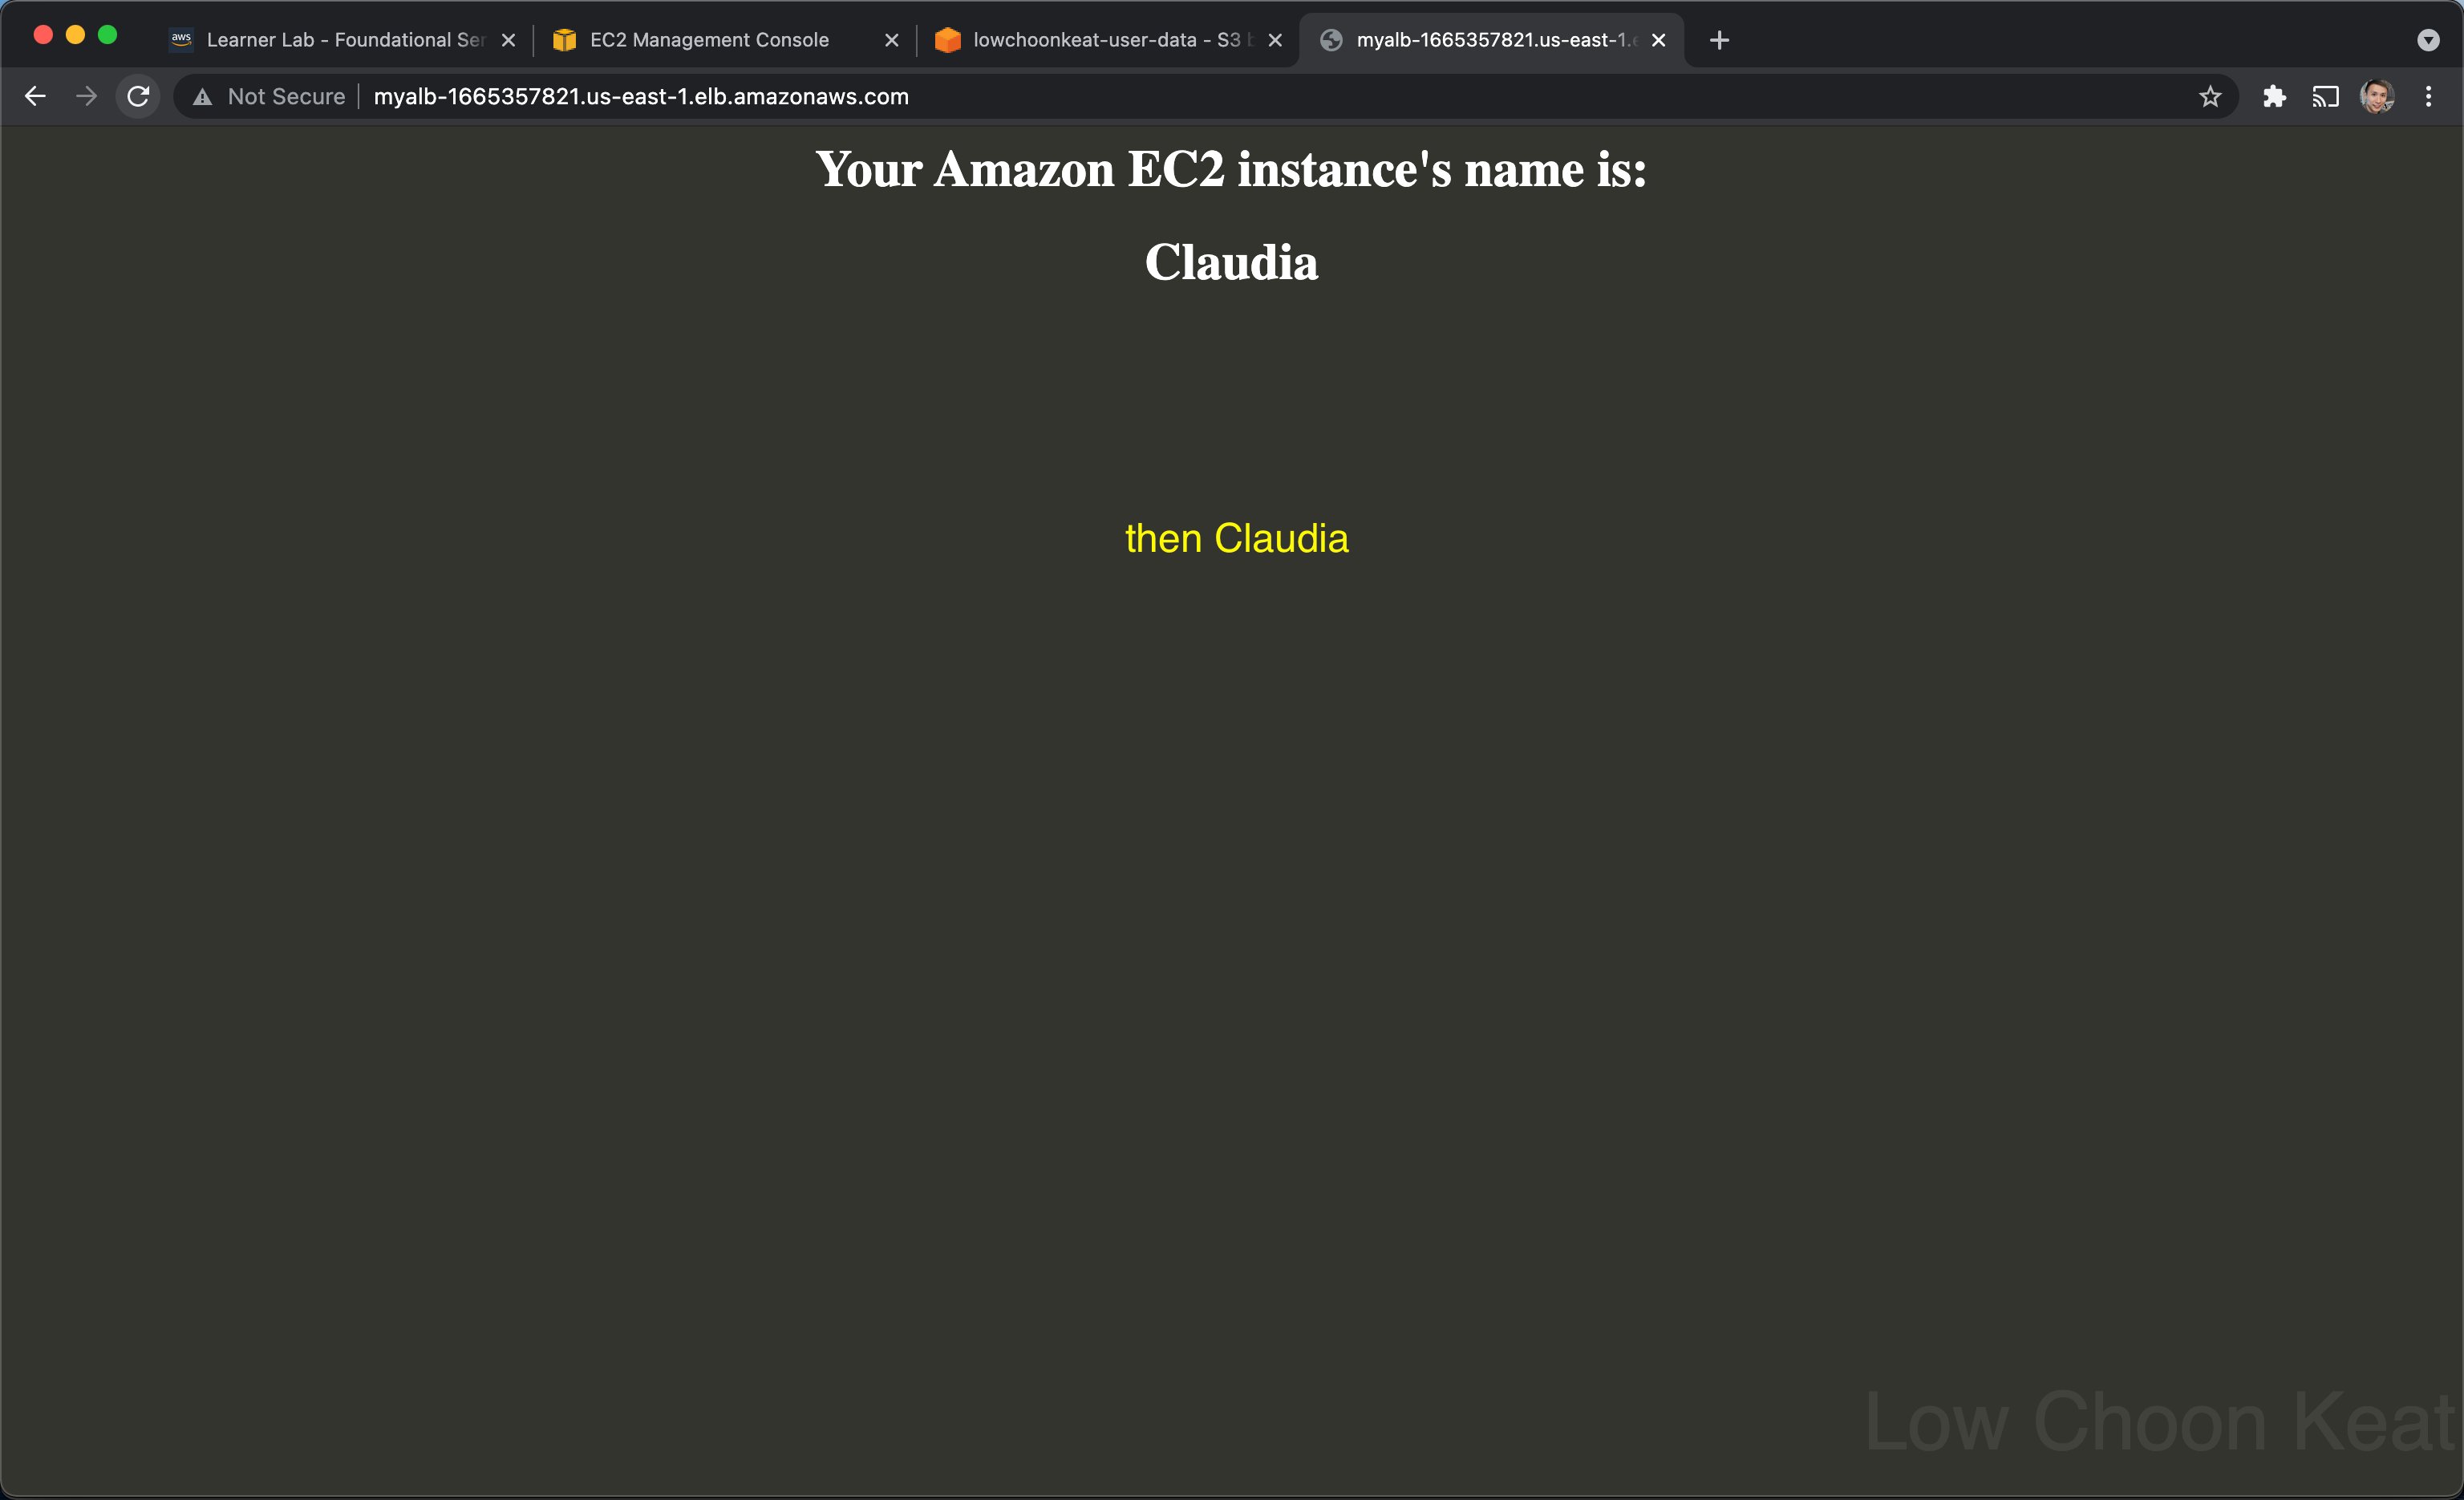 aws Learner Lab - Foundational Ser
EC2 Management Console
lowchoonkeat-user-data - S3 b
myalb-1665357821.us-east-1.e
Not Secure
myalb-1665357821.us-east-1.elb.amazonaws.com
Your Amazon EC2 instance's name is:
Claudia
then Claudia
Low Choon Keat